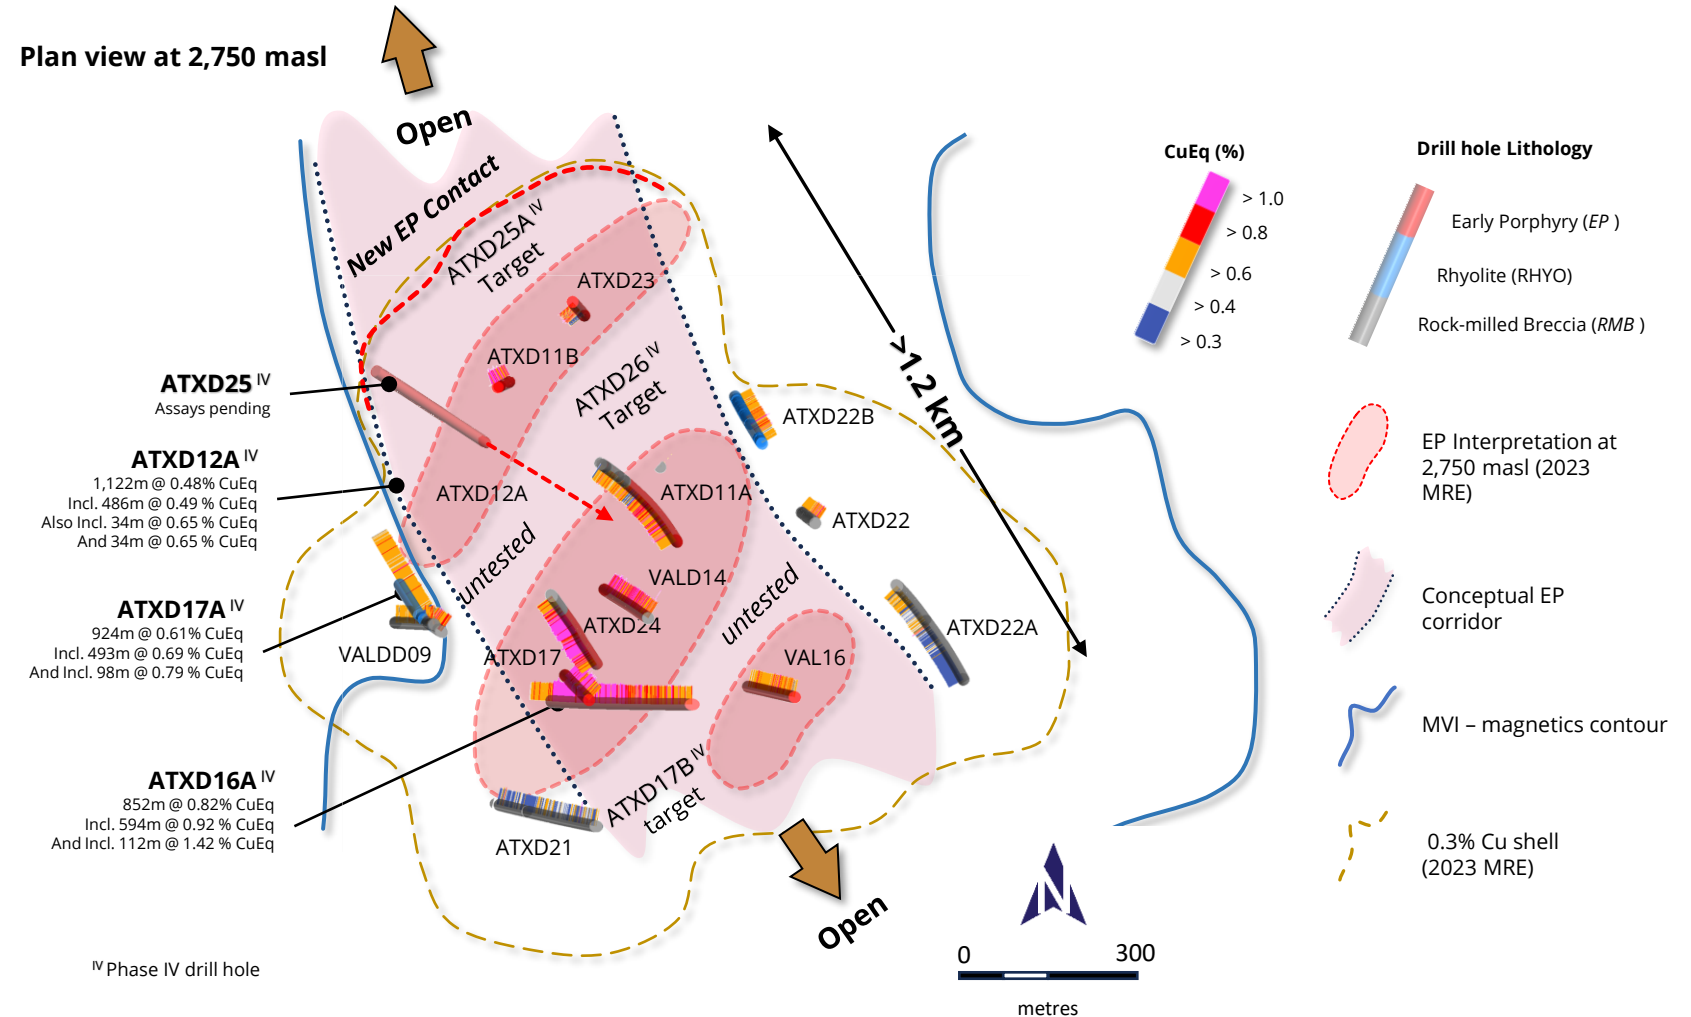 Plan view at 2,750 masl
Open
New EP Contact
ATXD25A IV
Target
ATXD23
ATXD11B
ATXD26 IV
Target
ATXD25 IV
Assays pending
ATXD12A IV
1,122m @ 0.48% CuEq
Incl. 486m @ 0.49 % CuEq
Also Incl. 34m @ 0.65 % CuEq
And 34m @ 0.65 % CuEq
ATXD17A IV
924m @ 0.61% CuEq
Incl. 493m @ 0.69 % CuEq
And Incl. 98m @ 0.79 % CuEq
ATXD16A IV
852m @ 0.82% CuEq
Incl. 594m @ 0.92 % CuEq
And Incl. 112m @ 1.42 % CuEq
IV Phase IV drill hole
ATXD12A
untested
ATXD11A
VALD14
ATXD24
ATXD17
VALDD09
untested
VAL16
ATXD22B
ATXD22
ATXD22A
ATXD17B IV
target
ATXD21
Open
>1.2 km
0 300
metres
N
CuEq (%)
> 1.0
> 0.8
> 0.6
> 0.4
> 0.3
Drill hole Lithology
Early Porphyry (EP )
Rhyolite (RHYO)
Rock-milled Breccia (RMB )
EP Interpretation at
2,750 masl (2023
MRE)
Conceptual EP
corridor
MVI – magnetics contour
0.3% Cu shell
(2023 MRE)